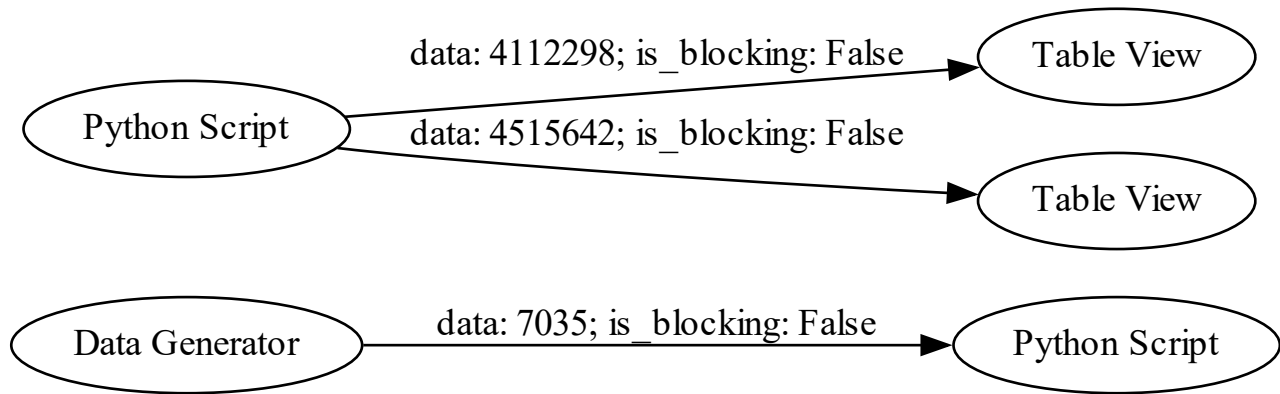 data: 4112298; is_blocking: False
Table View
Python Script
data: 4515642; is_blocking: False
Table View
Data Generator
data: 7035; is_blocking: False
Python Script